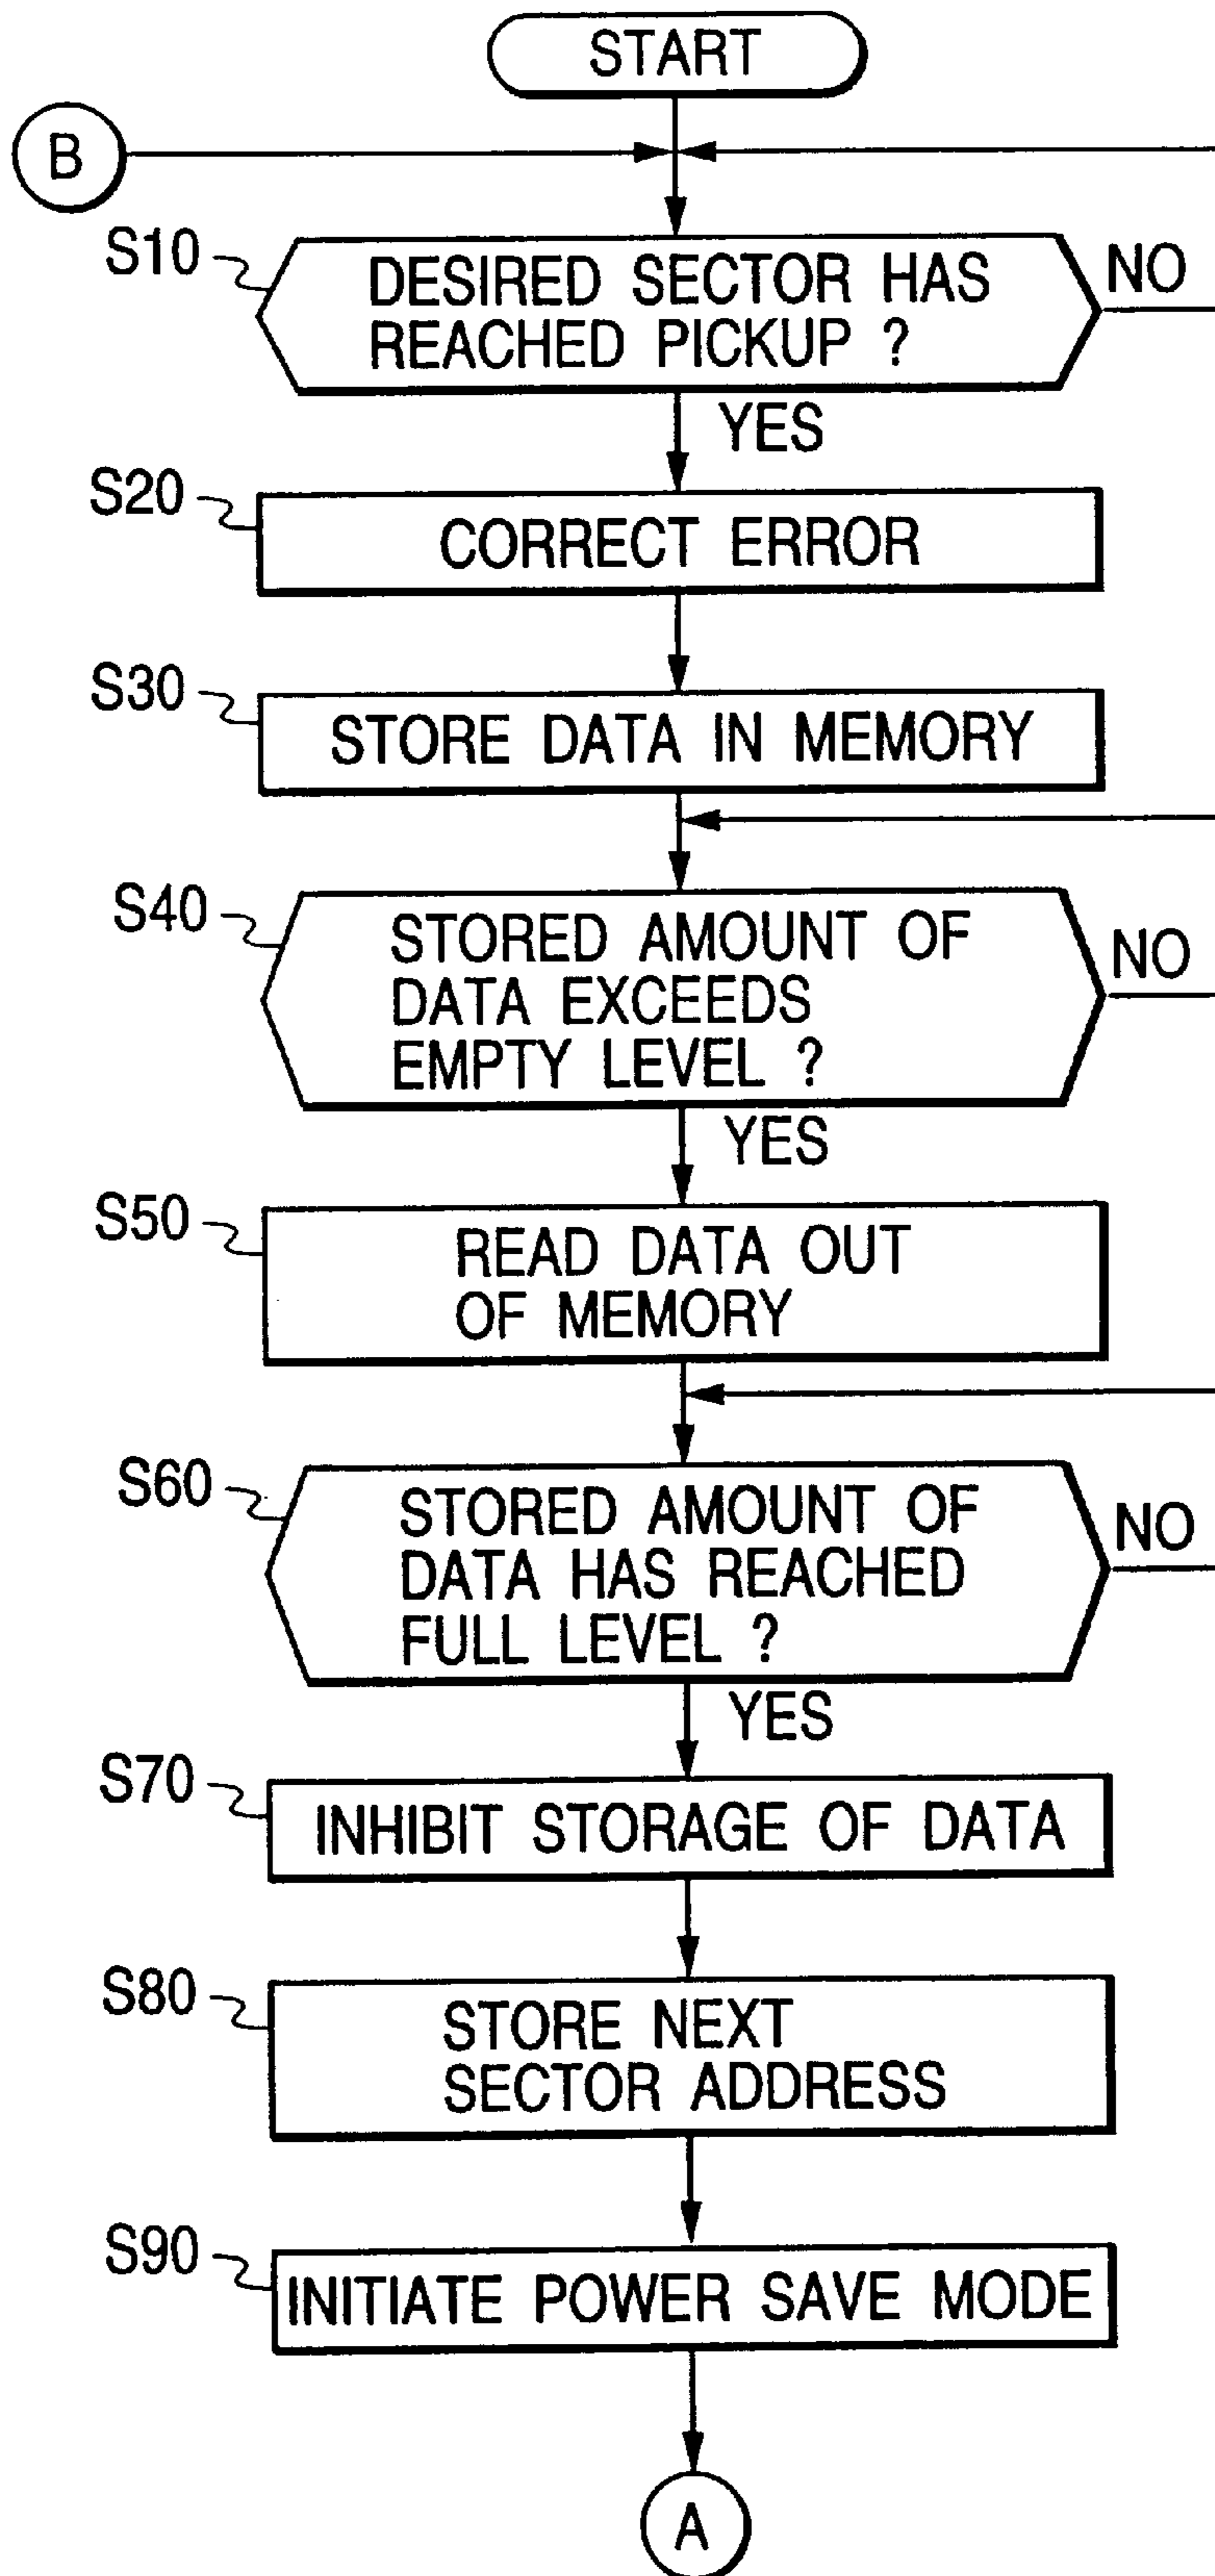 START
B
S10
DESIRED SECTOR HAS
REACHED PICKUP ?
NO
YES
S20
CORRECT ERROR
S30
STORE DATA IN MEMORY
S40
STORED AMOUNT OF
DATA EXCEEDS
EMPTY LEVEL ?
NO
YES
S50
READ DATA OUT
OF MEMORY
S60
STORED AMOUNT OF
DATA HAS REACHED
FULL LEVEL ?
NO
YES
S70
INHIBIT STORAGE OF DATA
S80
STORE NEXT
SECTOR ADDRESS
S90
INITIATE POWER SAVE MODE
A